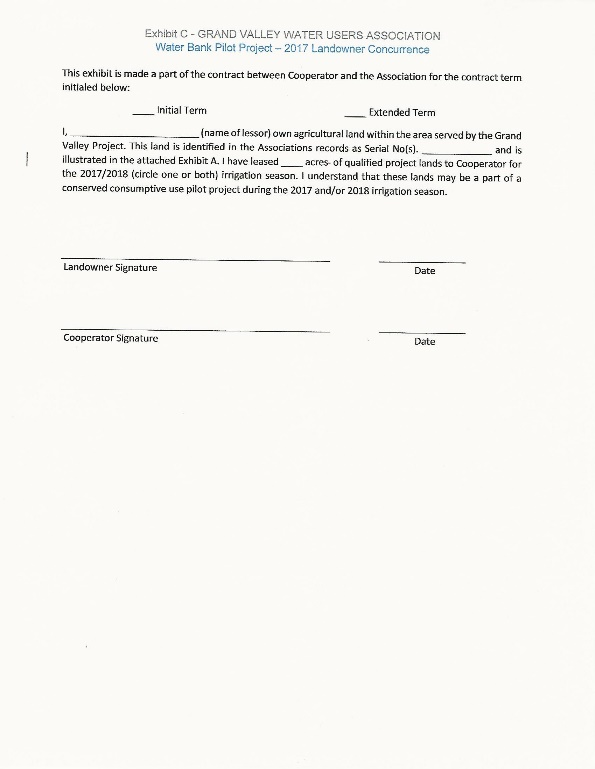 Exhibit C - GRAND VALLEY WATER USERS ASSOCIATION
Water Bank Pilot Project – 2017 Landowner Concurrence
This exhibit is made a part of the contract between Cooperator and the Association for the contract term
initialed below:
____ Initial Term ____ Extended Term
I, ________________________ (name of lessor) own agricultural land within the area served by the Grand
Valley Project. This land is identified in the Associations records as Serial No(s). _____________ and is
illustrated in the attached Exhibit A. I have leased ____ acres- of qualified project lands to Cooperator for
the 2017/2018 (circle one or both) irrigation season. I understand that these lands may be a part of a
conserved consumptive use pilot project during the 2017 and/or 2018 irrigation season.
Landowner Signature Date
Cooperator Signature Date